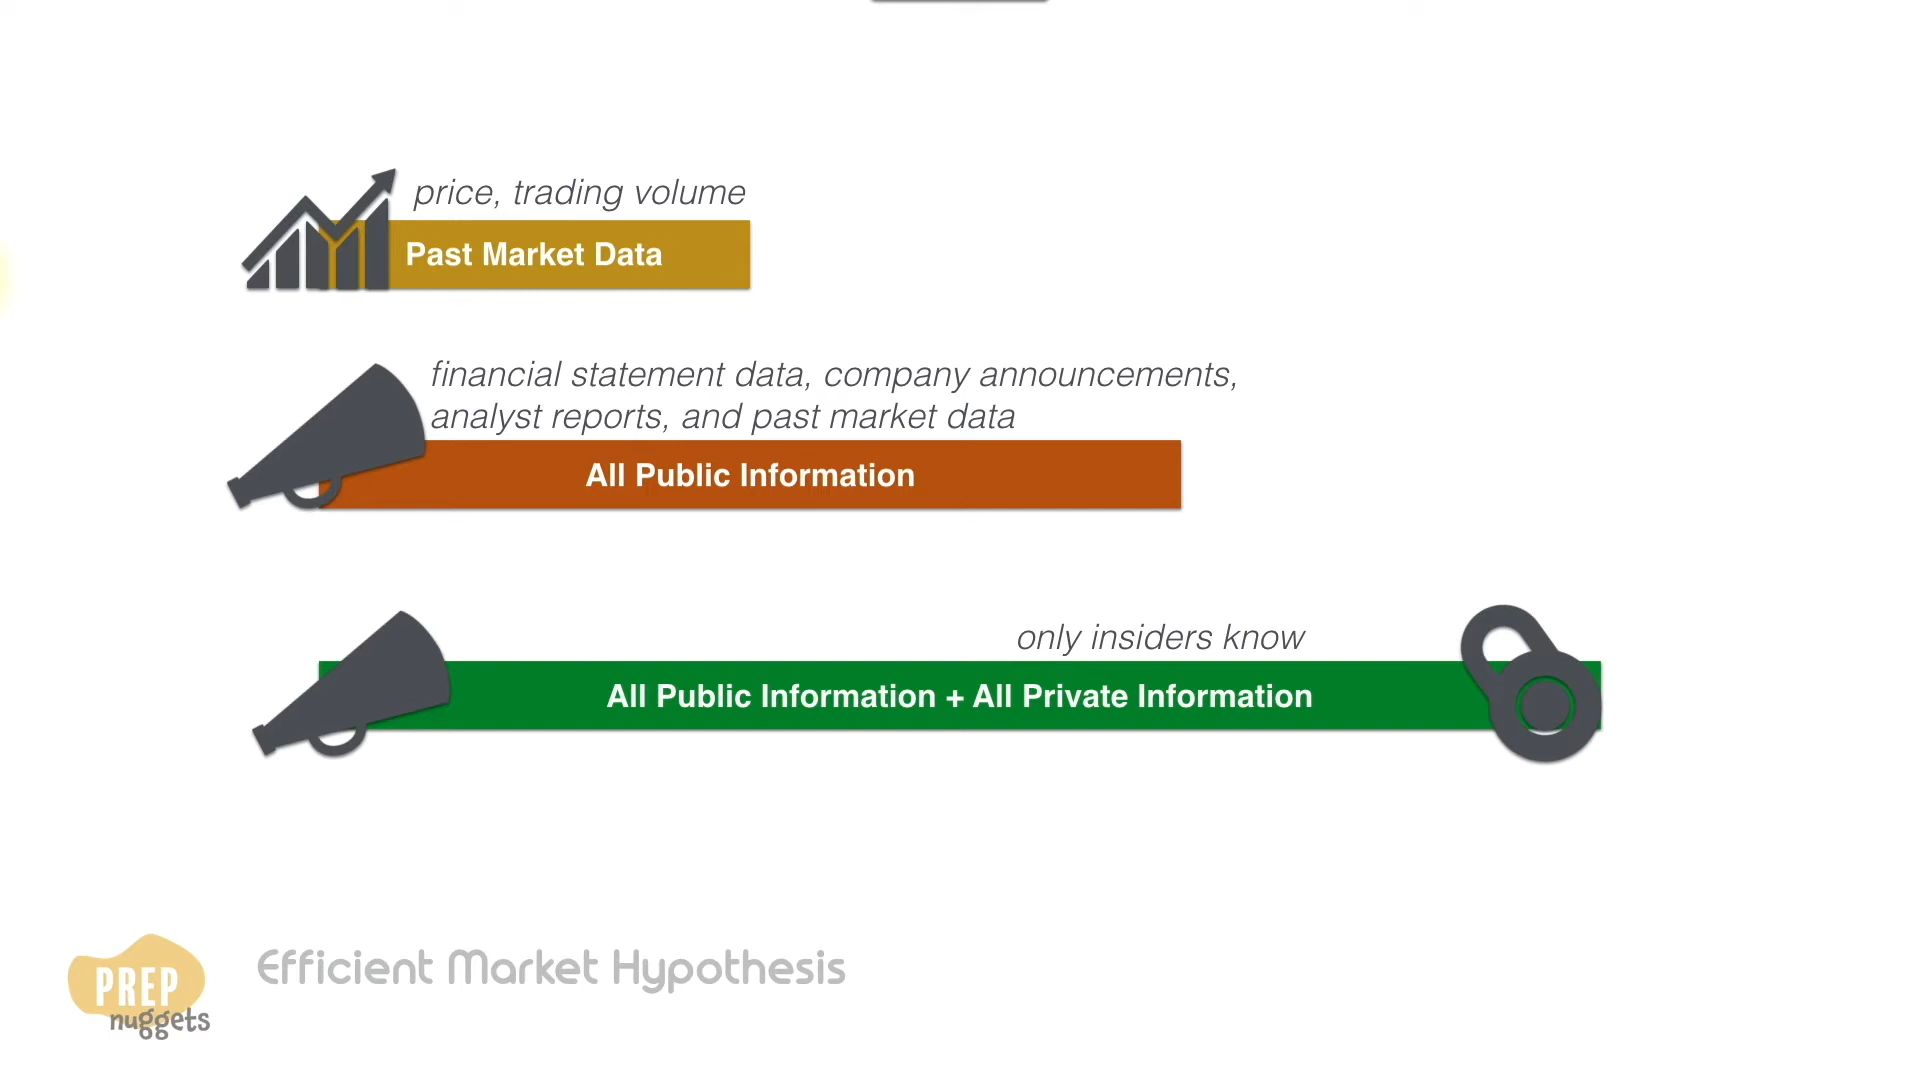 price, trading volume
Past Market Data
financial statement data, company announcements,
analyst reports, and past market data
All Public Information
only insiders know
All Public Information + All Private Information
PREP
nuggets
Efficient Market Hypothesis